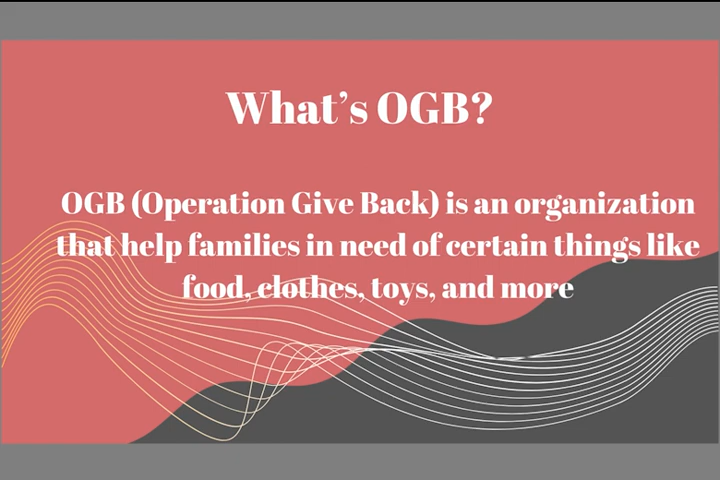 What’s OGB?
OGB (Operation Give Back) is an organization
that help families in need of certain things like
food, clothes, toys, and more